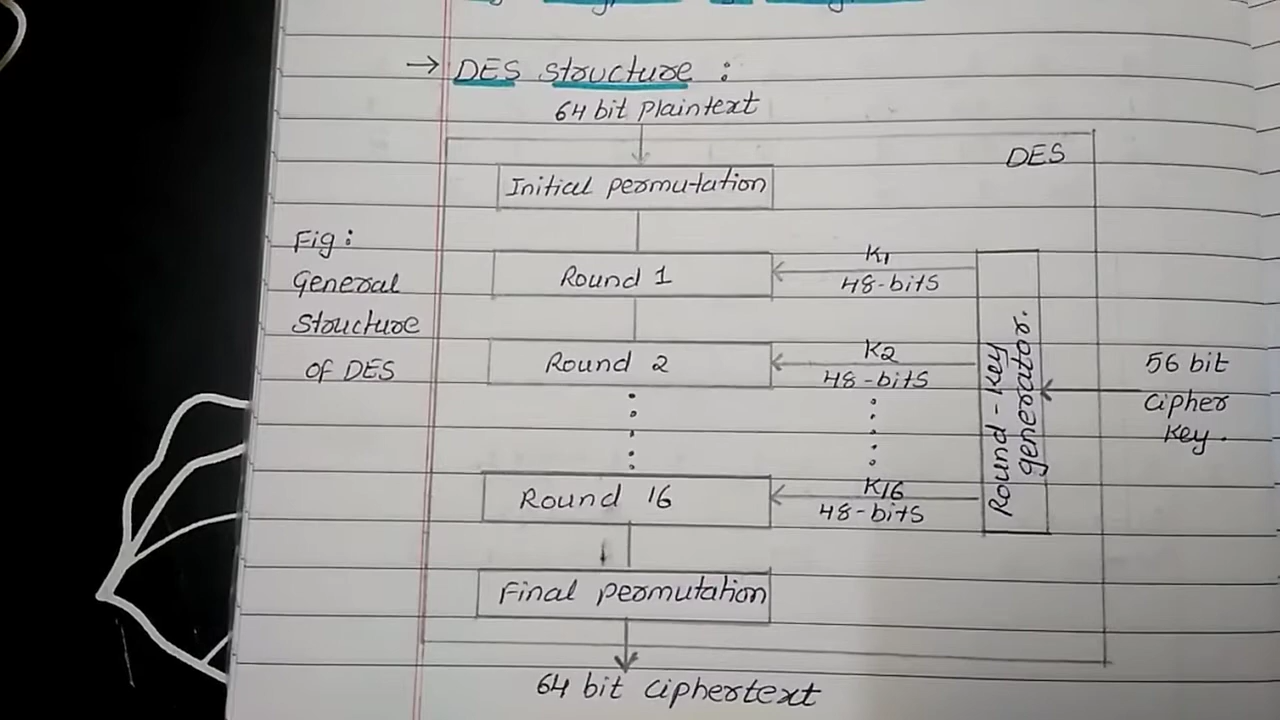 → DES structure :
64 bit plaintext
DES
Initial permutation
Fig :
General
Structure
of DES
Round 1
K1
48-bits
Round 2
K2
48-bits
Round 16
K16
48-bits
Round - Key
generator.
56 bit
cipher
key.
Final permutation
64 bit ciphertext